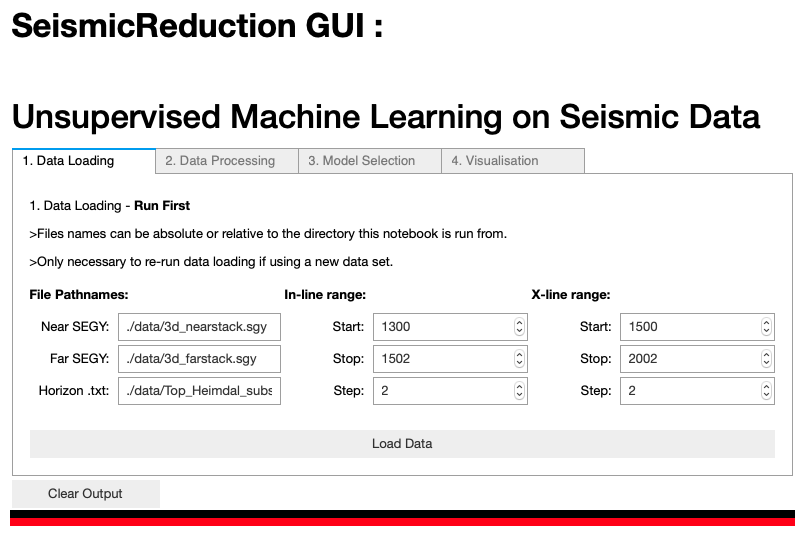 SeismicReduction GUI :
Unsupervised Machine Learning on Seismic Data
1. Data Loading 2. Data Processing 3. Model Selection 4. Visualisation
1. Data Loading - Run First
>Files names can be absolute or relative to the directory this notebook is run from.
>Only necessary to re-run data loading if using a new data set.
File Pathnames: In-line range: X-line range:
Near SEGY: ./data/3d_nearstack.sgy Start: 1300 Start: 1500
Far SEGY: ./data/3d_farstack.sgy Stop: 1502 Stop: 2002
Horizon .txt: ./data/Top_Heimdal_subs Step: 2 Step: 2
Load Data
Clear Output